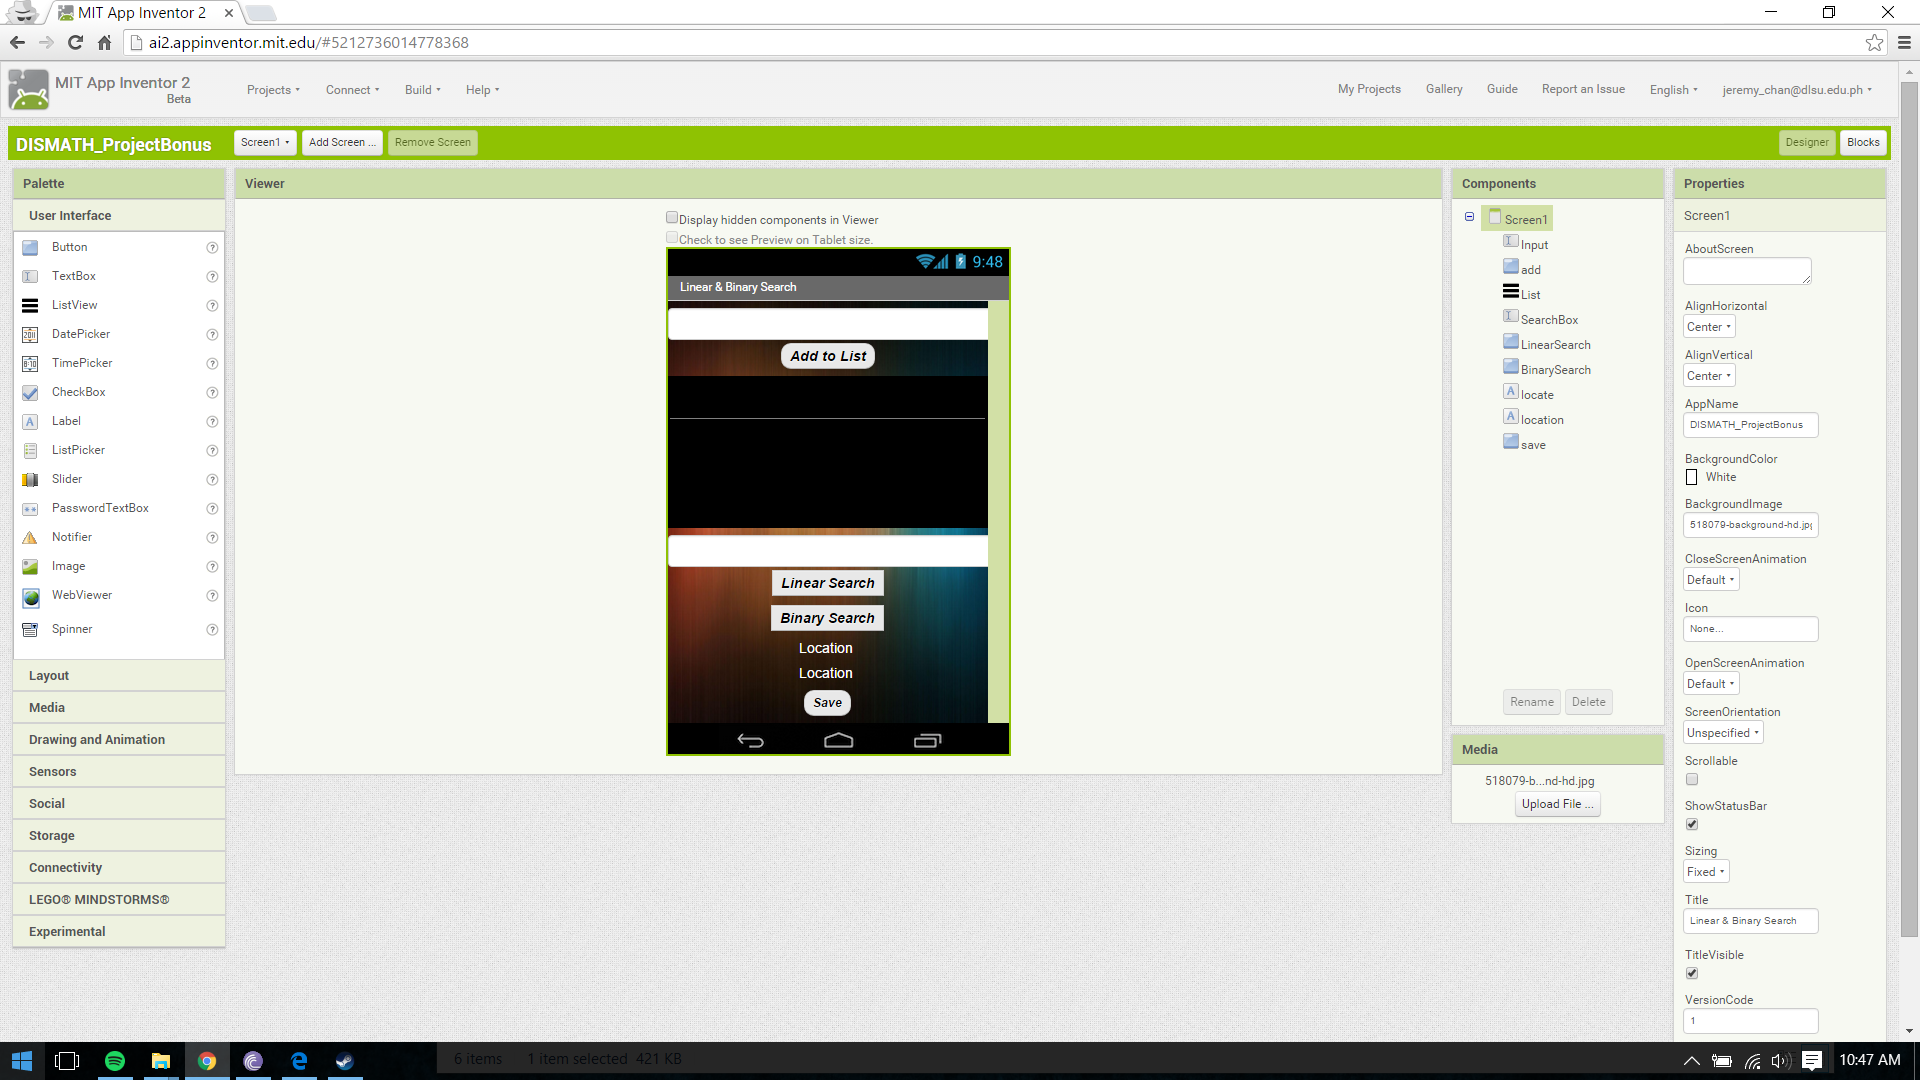 MIT App Inventor 2
ai2.appinventor.mit.edu/#5212736014778368
MIT App Inventor 2
Beta
Projects
Connect
Build
Help
My Projects
Gallery
Guide
Report an Issue
English
jeremy_chan@dlsu.edu.ph
DISMATH_ProjectBonus
Screen1
Add Screen ...
Remove Screen
Designer
Blocks
Palette
User Interface
Button
TextBox
ListView
DatePicker
TimePicker
CheckBox
Label
ListPicker
Slider
PasswordTextBox
Notifier
Image
WebViewer
Spinner
Layout
Media
Drawing and Animation
Sensors
Social
Storage
Connectivity
LEGO® MINDSTORMS®
Experimental
Viewer
Display hidden components in Viewer
Check to see Preview on Tablet size.
9:48
Linear & Binary Search
Add to List
Linear Search
Binary Search
Location
Location
Save
Components
Screen1
Input
add
List
SearchBox
LinearSearch
BinarySearch
locate
location
save
Rename
Delete
Media
518079-b...nd-hd.jpg
Upload File ...
Properties
Screen1
AboutScreen
AlignHorizontal
Center
AlignVertical
Center
AppName
DISMATH_ProjectBonus
BackgroundColor
White
BackgroundImage
518079-background-hd.jpg
CloseScreenAnimation
Default
Icon
None...
OpenScreenAnimation
Default
ScreenOrientation
Unspecified
Scrollable
ShowStatusBar
Sizing
Fixed
Title
Linear & Binary Search
TitleVisible
VersionCode
1
6 items
1 item selected 421 KB
10:47 AM